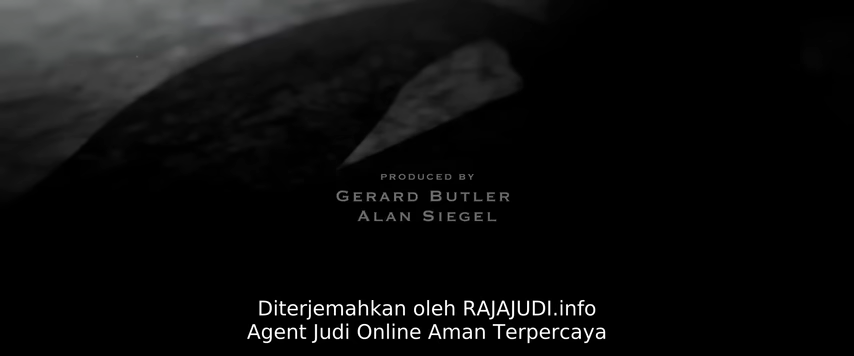 PRODUCED BY
GERARD BUTLER
ALAN SIEGEL
Diterjemahkan oleh RAJAJUDI.info
Agent Judi Online Aman Terpercaya